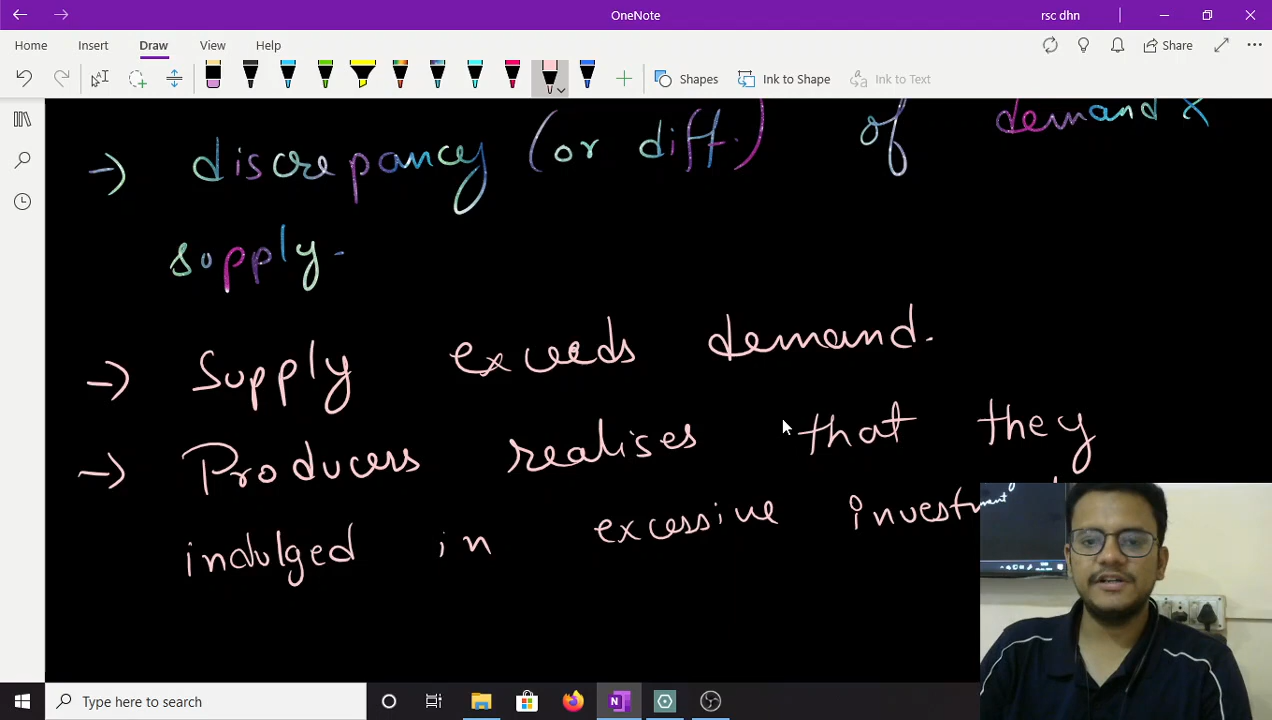 OneNote
rsc dhn
Home Insert Draw View Help
Share
Shapes
Ink to Shape
Ink to Text
→ discrepancy (or diff.) of demand &
supply.
→ Supply exceeds demand.
→ Producers realises that they
indulged in excessive
Type here to search